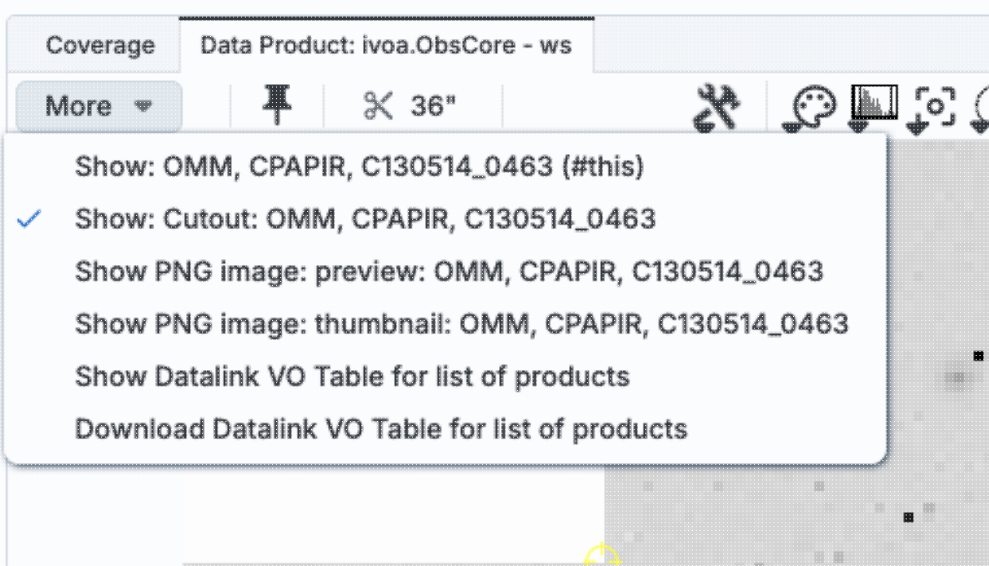 Coverage
Data Product: ivoa.ObsCore - ws
More
36"
Show: OMM, CPAPIR, C130514_0463 (#this)
Show: Cutout: OMM, CPAPIR, C130514_0463
Show PNG image: preview: OMM, CPAPIR, C130514_0463
Show PNG image: thumbnail: OMM, CPAPIR, C130514_0463
Show Datalink VO Table for list of products
Download Datalink VO Table for list of products